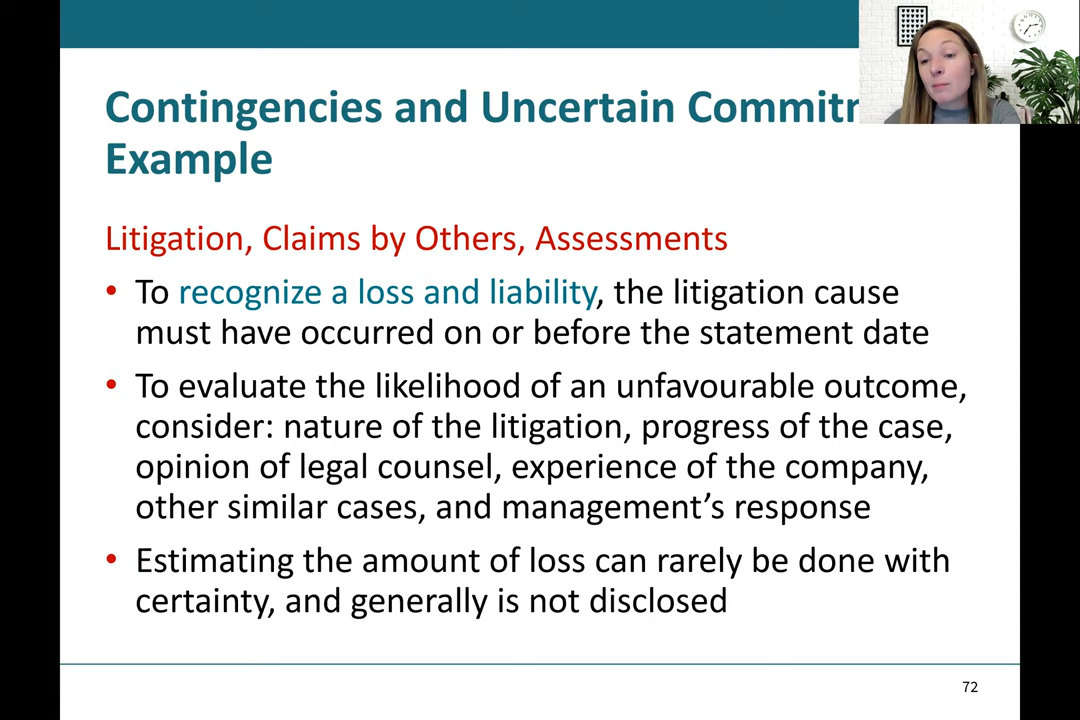 Contingencies and Uncertain
Example
Litigation, Claims by Others, Assessments
• To recognize a loss and liability, the litigation cause
must have occurred on or before the statement date
• To evaluate the likelihood of an unfavourable outcome,
consider: nature of the litigation, progress of the case,
opinion of legal counsel, experience of the company,
other similar cases, and management’s response
• Estimating the amount of loss can rarely be done with
certainty, and generally is not disclosed
72